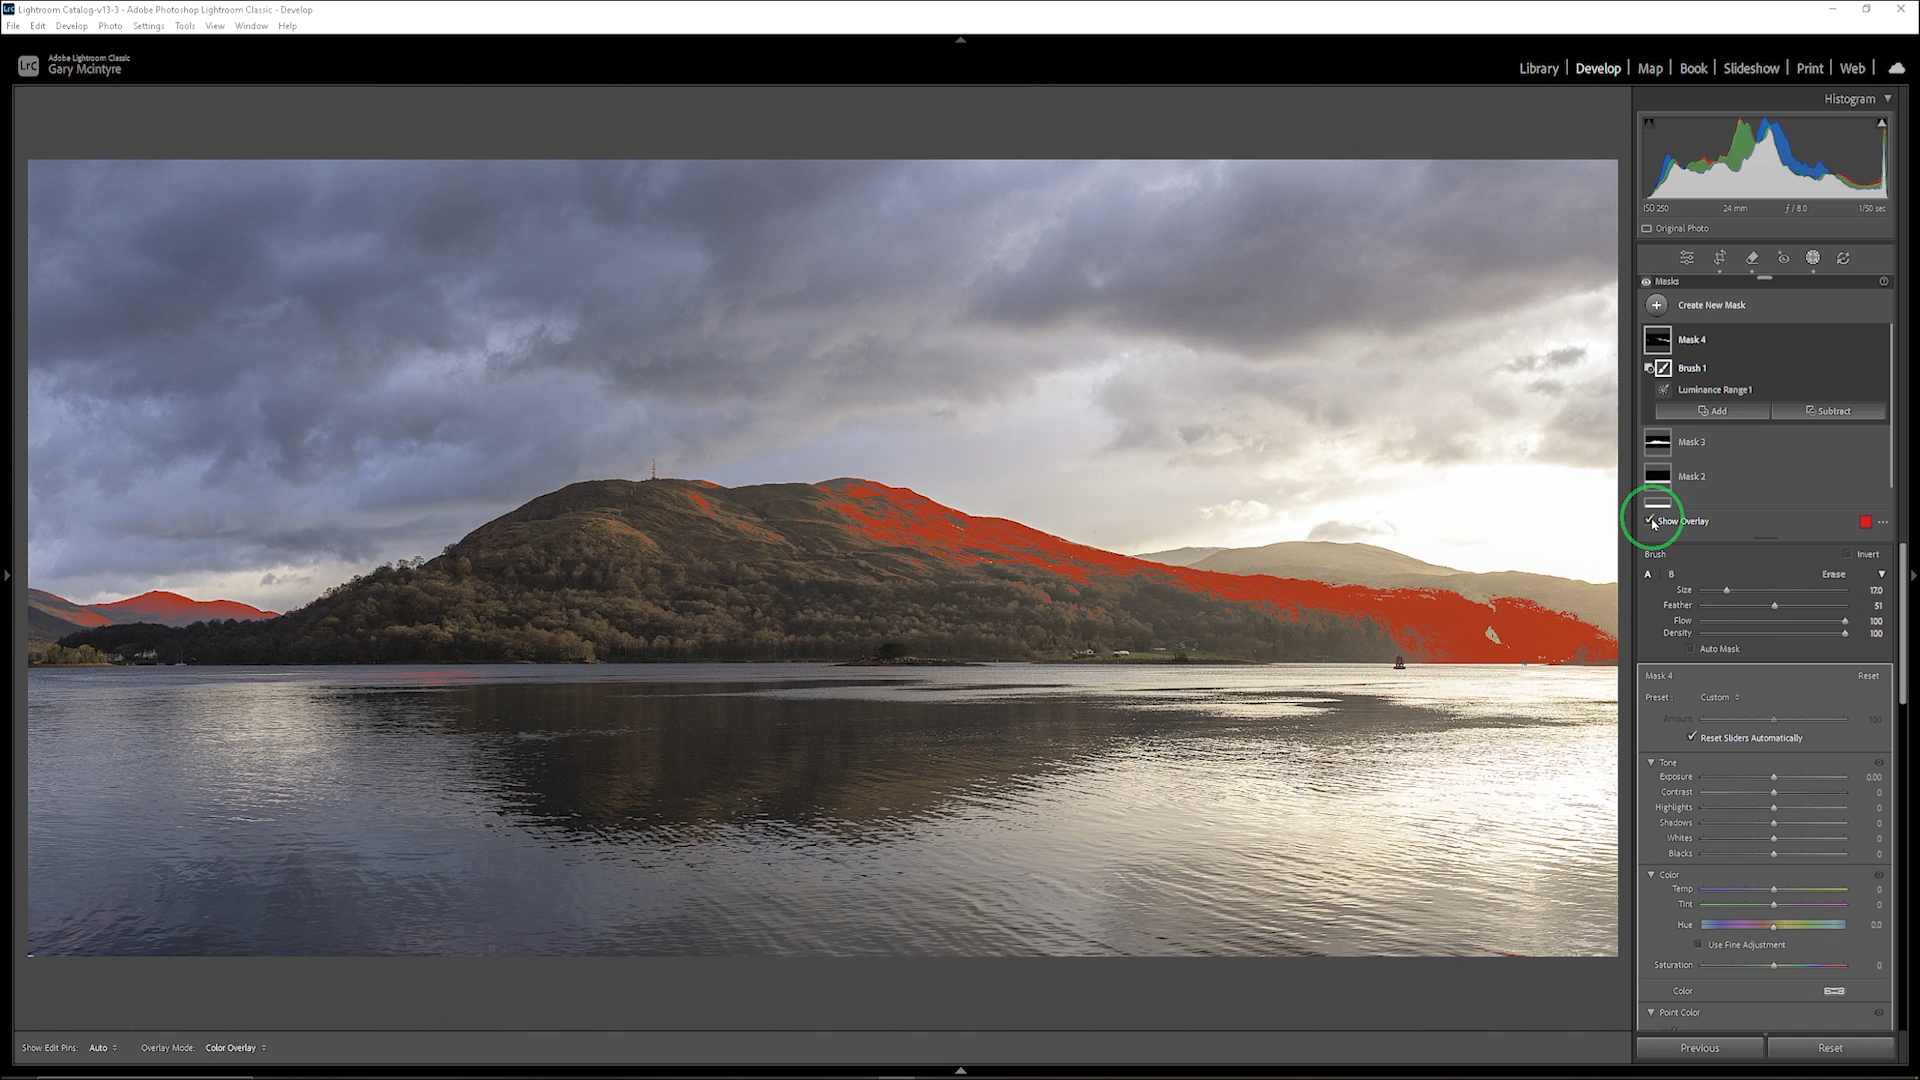 Lightroom Catalog-v13-3 - Adobe Photoshop Lightroom Classic - Develop
File Edit Develop Photo Settings Tools View Window Help
LrC
Adobe Lightroom Classic
Gary Mcintyre
Library | Develop | Map | Book | Slideshow | Print | Web |
Histogram
ISO 250 24 mm ƒ / 8.0 1/50 sec
Original Photo
Masks
Create New Mask
Mask 4
Brush 1
Luminance Range 1
Add Subtract
Mask 3
Mask 2
Show Overlay
Brush Invert
A B Erase
Size 17.0
Feather 51
Flow 100
Density 100
Auto Mask
Mask 4 Reset
Preset : Custom
Amount 100
Reset Sliders Automatically
Tone
Exposure 0.00
Contrast 0
Highlights 0
Shadows 0
Whites 0
Blacks 0
Color
Temp 0
Tint 0
Hue 0.0
Use Fine Adjustment
Saturation 0
Color
Point Color
Show Edit Pins: Auto Overlay Mode: Color Overlay
Previous Reset